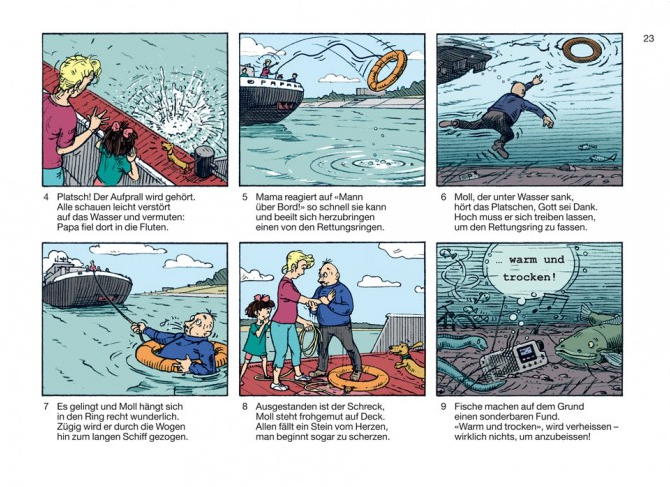 23
PAPA
4 Platsch! Der Aufprall wird gehört.
Alle schauen leicht verstört
auf das Wasser und vermuten:
Papa fiel dort in die Fluten.
5 Mama reagiert auf «Mann
über Bord!» so schnell sie kann
und beeilt sich herzubringen
einen von den Rettungsringen.
6 Moll, der unter Wasser sank,
hört das Platschen, Gott sei Dank.
Hoch muss er sich treiben lassen,
um den Rettungsring zu fassen.
... warm und
trocken!
7 Es gelingt und Moll hängt sich
in den Ring recht wunderlich.
Zügig wird er durch die Wogen
hin zum langen Schiff gezogen.
8 Ausgestanden ist der Schreck,
Moll steht frohgemut auf Deck.
Allen fällt ein Stein vom Herzen,
man beginnt sogar zu scherzen.
9 Fische machen auf dem Grund
einen sonderbaren Fund.
«Warm und trocken», wird verheissen –
wirklich nichts, um anzubeissen!